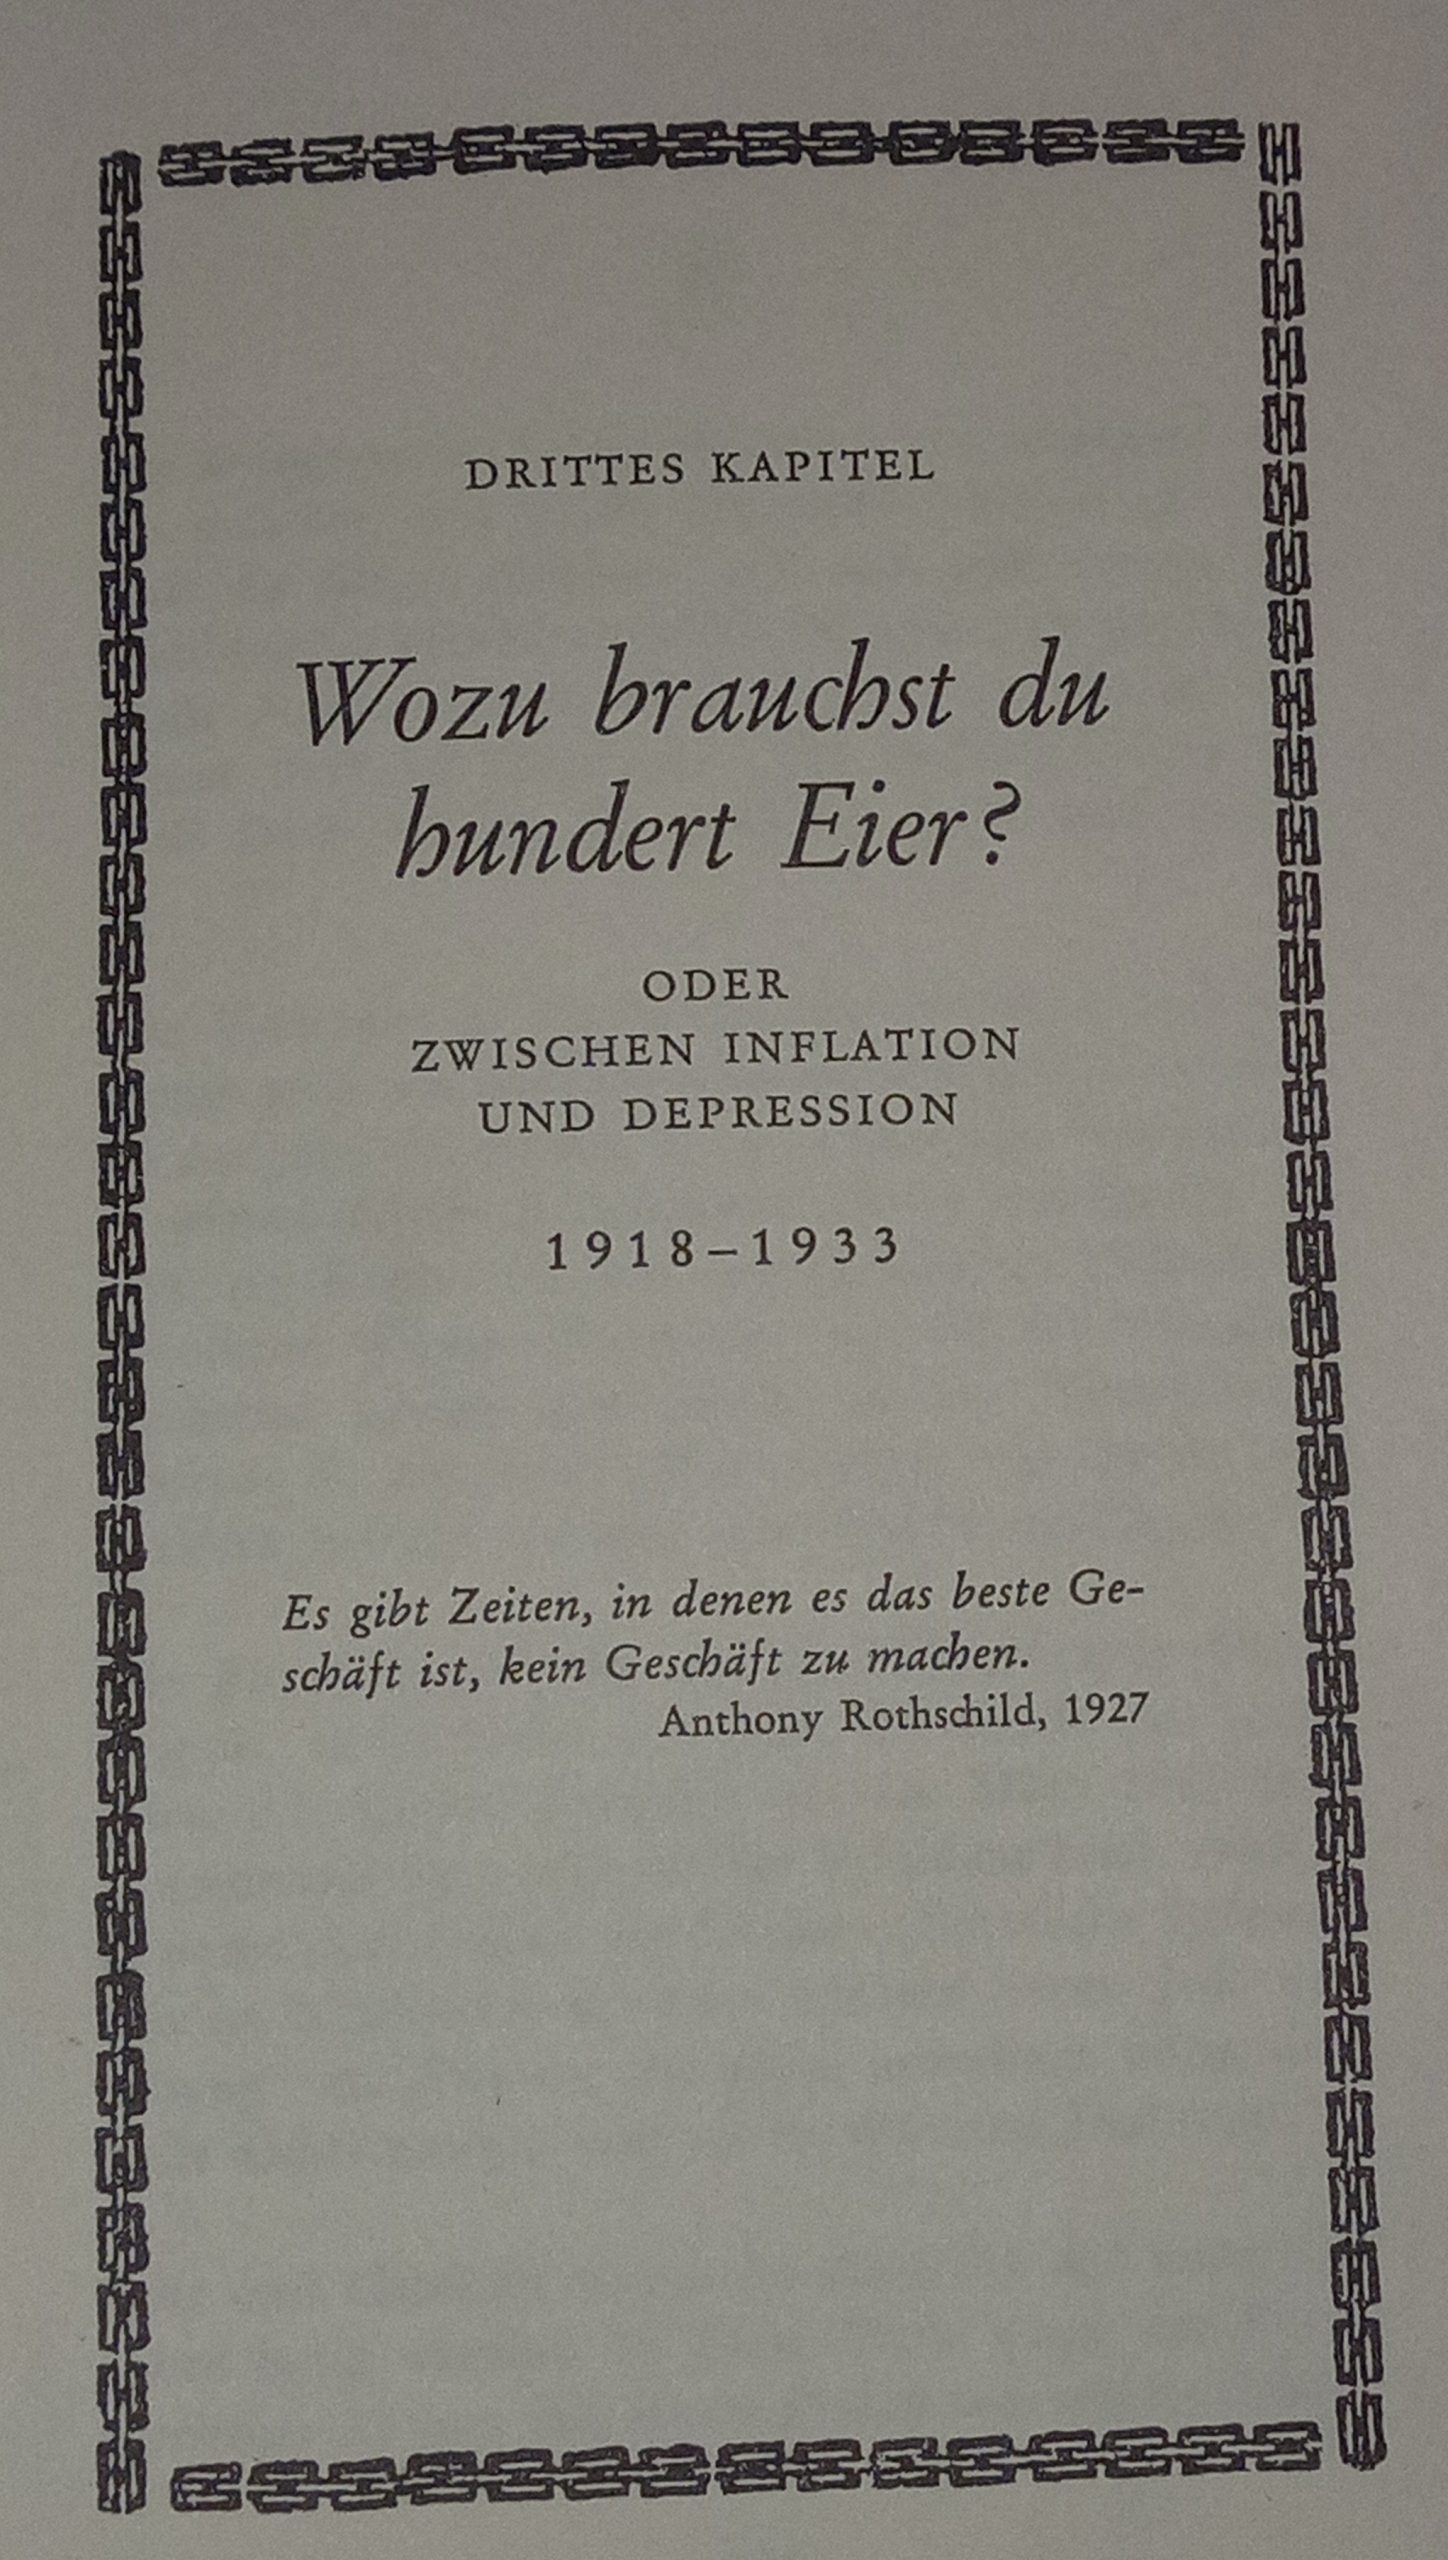 DRITTES KAPITEL
Wozu brauchst du
hundert Eier?
ODER
ZWISCHEN INFLATION
UND DEPRESSION
1918–1933
Es gibt Zeiten, in denen es das beste Ge-
schäft ist, kein Geschäft zu machen.
Anthony Rothschild, 1927